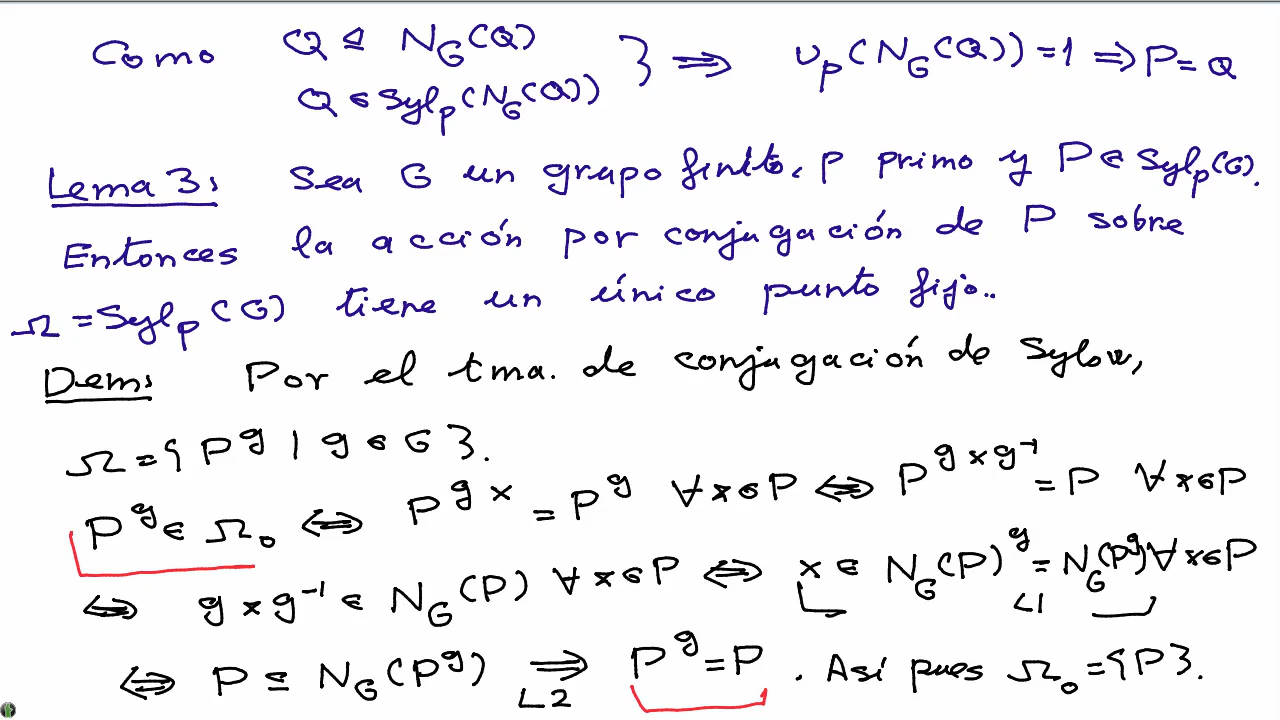 Como Q ⊴ N_G(Q)
Q ∈ Syl_p(N_G(Q)) } ⟹ ν_p(N_G(Q)) = 1 ⟹ P = Q
Lema 3: Sea G un grupo finito, p primo y P ∈ Syl_p(G).
Entonces la acción por conjugación de P sobre
Ω = Syl_p(G) tiene un único punto fijo..
Dem: Por el tma. de conjugación de Sylow,
Ω = {P^g | g ∈ G}.
P^g ∈ Ω_0 ⟺ P^{gx} = P^g ∀x∈P ⟺ P^{gxg^{-1}} = P ∀x∈P
⟺ gxg^{-1} ∈ N_G(P) ∀x∈P ⟺ x ∈ N_G(P)^g = N_G(P^g) ∀x∈P
L1
⟺ P ⊆ N_G(P^g) ⟹ P^g = P. Así pues Ω_0 = {P}.
L2